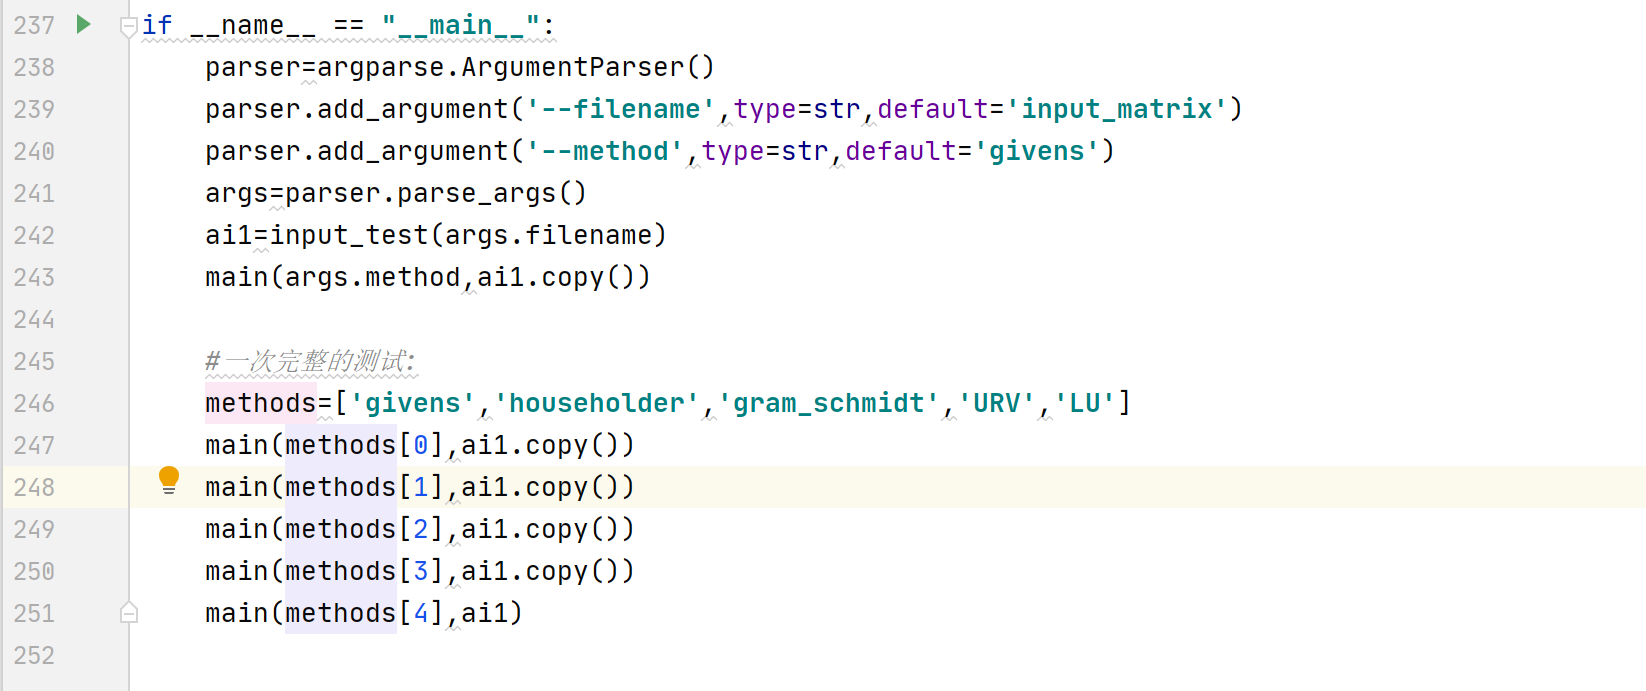 237 if __name__ == "__main__":
238 parser=argparse.ArgumentParser()
239 parser.add_argument('--filename',type=str,default='input_matrix')
240 parser.add_argument('--method',type=str,default='givens')
241 args=parser.parse_args()
242 ai1=input_test(args.filename)
243 main(args.method,ai1.copy())
244
245 #一次完整的测试：
246 methods=['givens','householder','gram_schmidt','URV','LU']
247 main(methods[0],ai1.copy())
248 main(methods[1],ai1.copy())
249 main(methods[2],ai1.copy())
250 main(methods[3],ai1.copy())
251 main(methods[4],ai1)
252